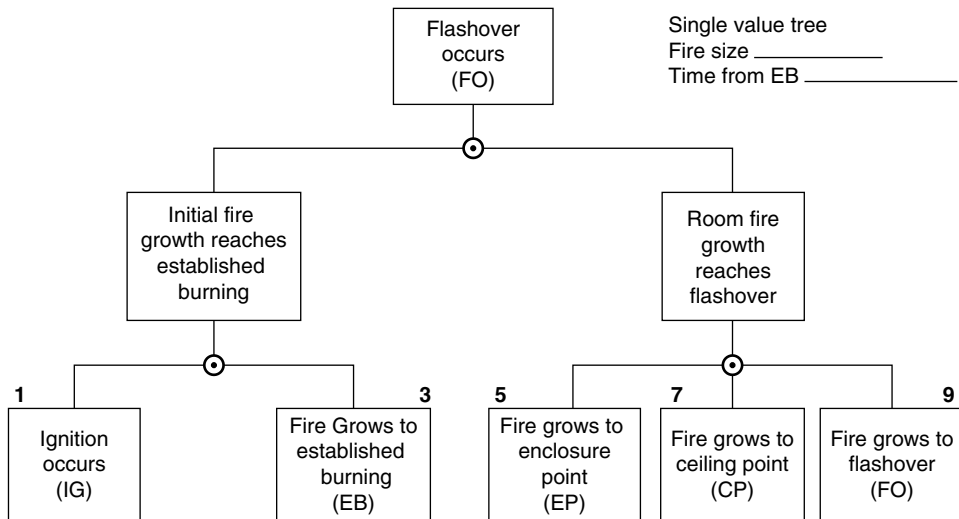 Flashover
occurs
(FO)
Single value tree
Fire size
Time from EB
Initial fire
growth reaches
established
burning
Room fire
growth
reaches
flashover
1
Ignition
occurs
(IG)
3
Fire Grows to
established
burning
(EB)
5
Fire grows to
enclosure
point
(EP)
7
Fire grows to
ceiling point
(CP)
9
Fire grows to
flashover
(FO)